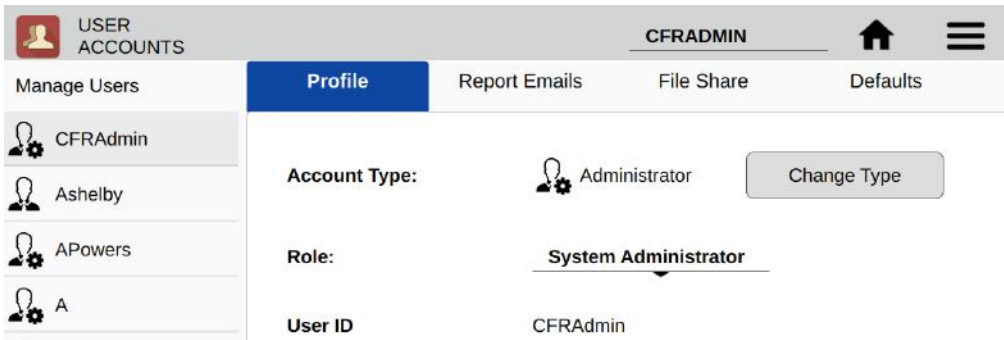 USER
ACCOUNTS
CFRADMIN
Manage Users
Profile
Report Emails
File Share
Defaults
CFRAdmin
Ashelby
APowers
A
Account Type:
Administrator
Change Type
Role:
System Administrator
User ID
CFRAdmin